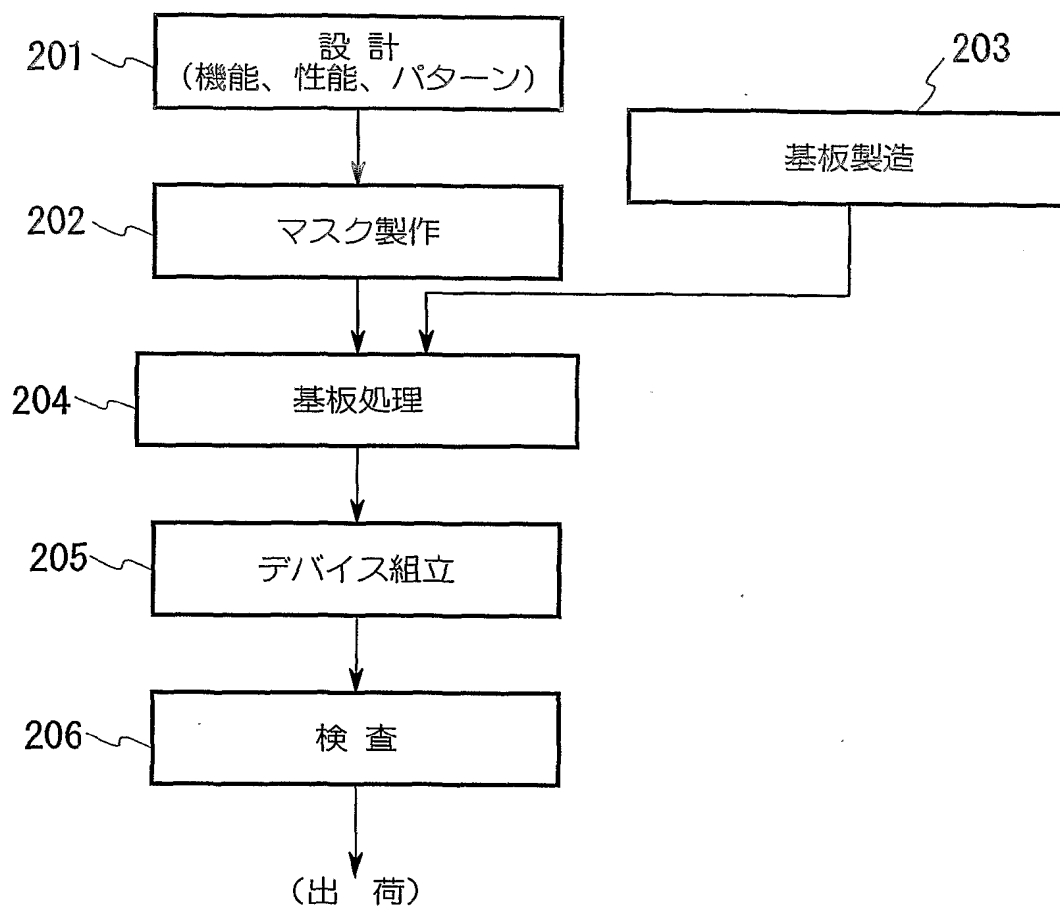 201
設 計
(機能、性能、パターン)
203
基板製造
202
マスク製作
204
基板処理
205
デバイス組立
206
検 査
(出 荷)